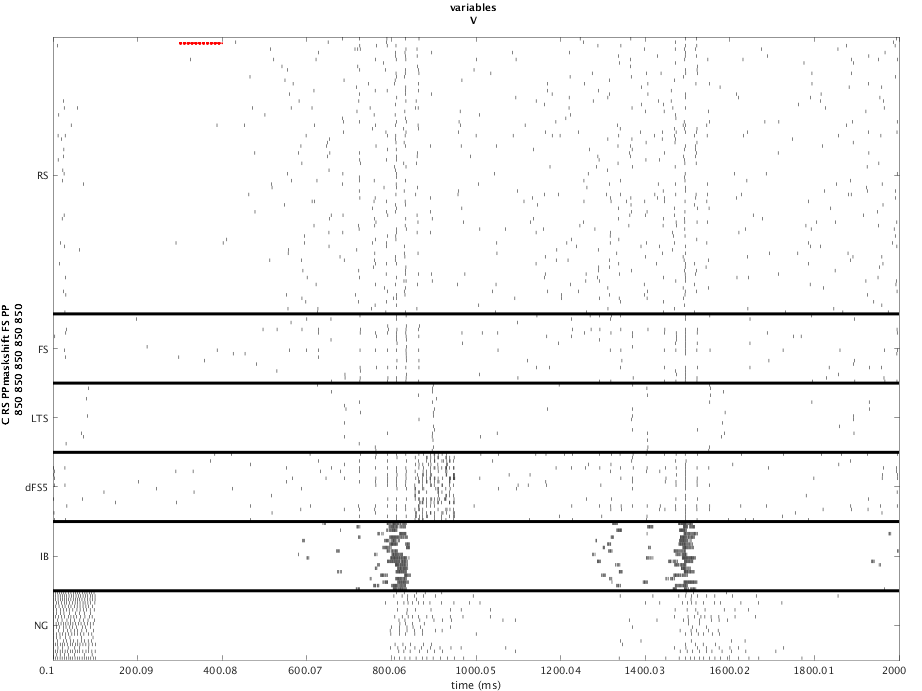 variables
V
C RS PPmaskshift FS PP
850 850 850 850 850 850
RS
FS
LTS
dFS5
IB
NG
0.1 200.09 400.08 600.07 800.06 1000.05 1200.04 1400.03 1600.02 1800.01 2000
time (ms)